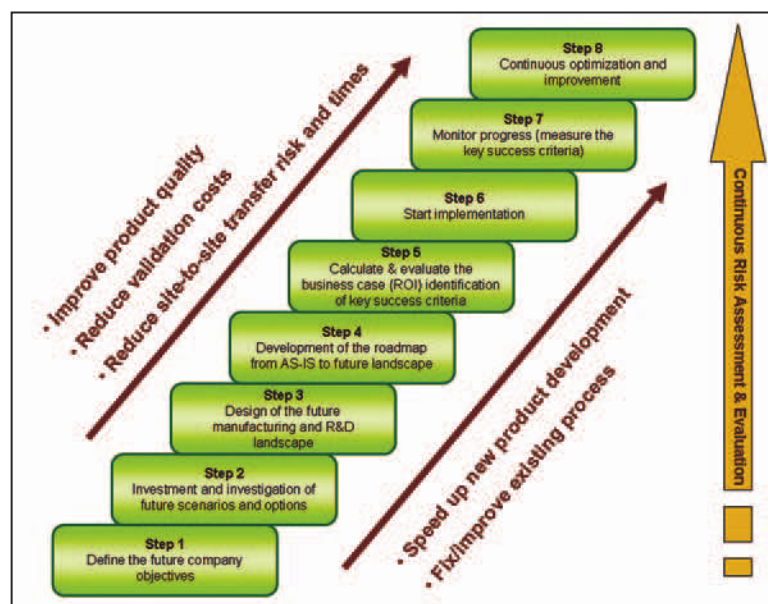 Step 8
Continuous optimization and
improvement
Step 7
Monitor progress (measure the
key success criteria)
Step 6
Start implementation
Step 5
Calculate & evaluate the
business case (ROI) identification
of key success criteria
Step 4
Development of the roadmap
from AS-IS to future landscape
Step 3
Design of the future
manufacturing and R&D
landscape
Step 2
Investment and investigation of
future scenarios and options
Step 1
Define the future company
objectives
• Improve product quality
• Reduce validation costs
• Reduce site-to-site transfer risk and times
• Speed up new product development
• Fix/Improve existing process
Continuous Risk Assessment & Evaluation